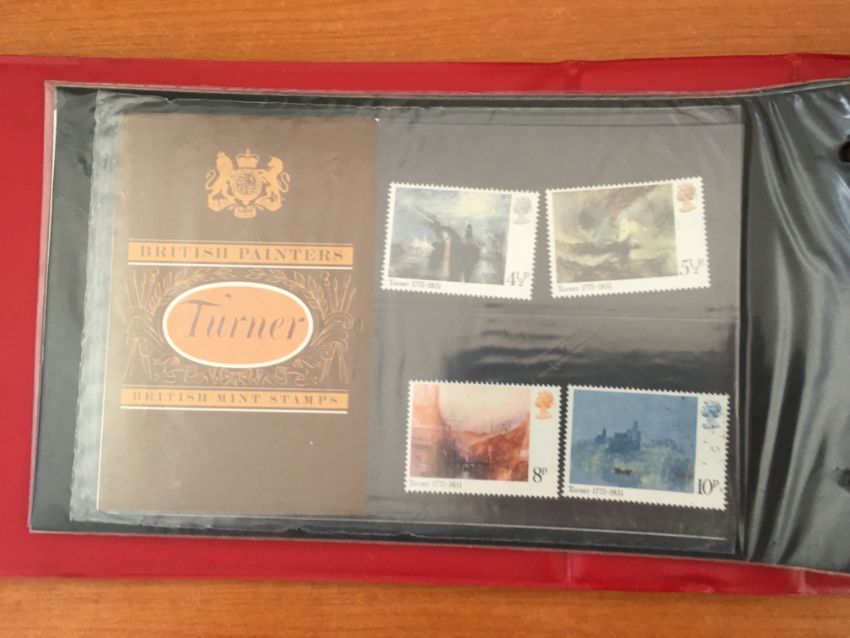 BRITISH PAINTERS
Turner
BRITISH MINT STAMPS
4½P
Turner 1775-1851
5½P
Turner 1775-1851
8P
Turner 1775-1851
10P
Turner 1775-1851